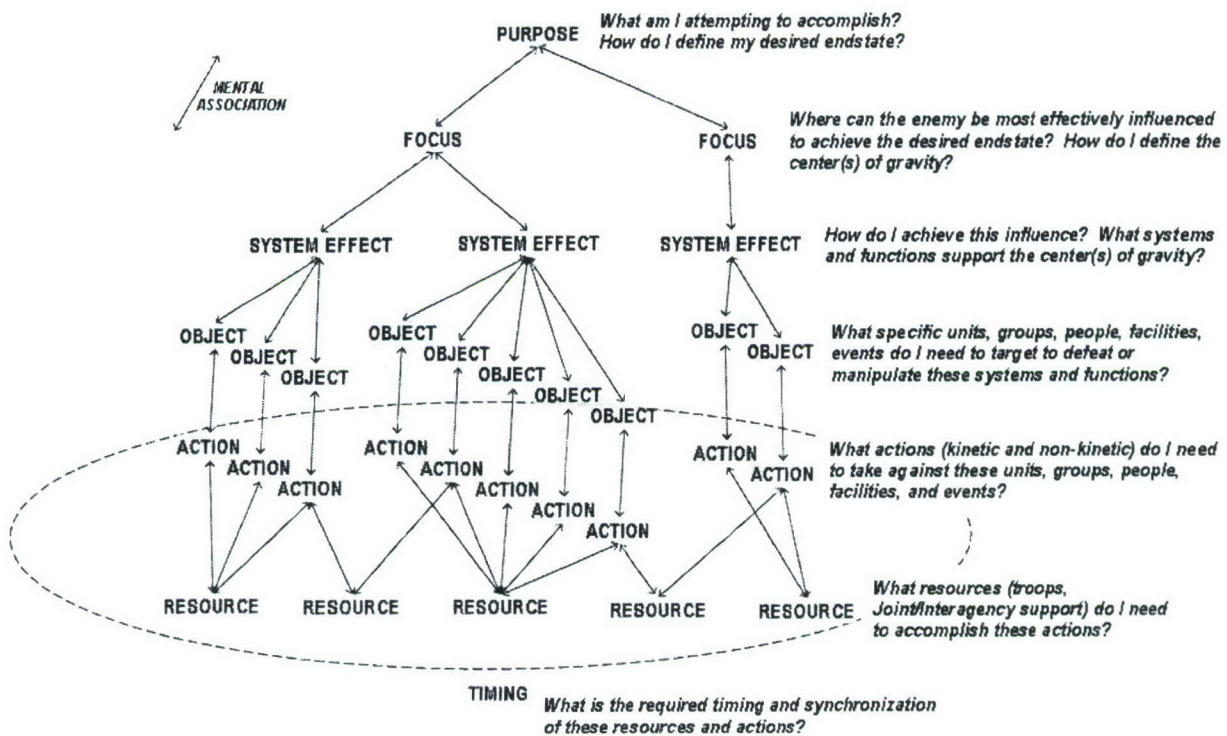 PURPOSE
What am I attempting to accomplish?
How do I define my desired endstate?
MENTAL
ASSOCIATION
FOCUS
FOCUS
Where can the enemy be most effectively influenced
to achieve the desired endstate? How do I define the
center(s) of gravity?
SYSTEM EFFECT
SYSTEM EFFECT
SYSTEM EFFECT
How do I achieve this influence? What systems
and functions support the center(s) of gravity?
OBJECT
OBJECT
OBJECT
OBJECT
OBJECT
OBJECT
OBJECT
OBJECT
OBJECT
OBJECT
What specific units, groups, people, facilities,
events do I need to target to defeat or
manipulate these systems and functions?
ACTION
ACTION
ACTION
ACTION
ACTION
ACTION
ACTION
ACTION
ACTION
ACTION
What actions (kinetic and non-kinetic) do I need
to take against these units, groups, people,
facilities, and events?
RESOURCE
RESOURCE
RESOURCE
RESOURCE
RESOURCE
What resources (troops,
Joint/Interagency support) do I need
to accomplish these actions?
TIMING
What is the required timing and synchronization
of these resources and actions?